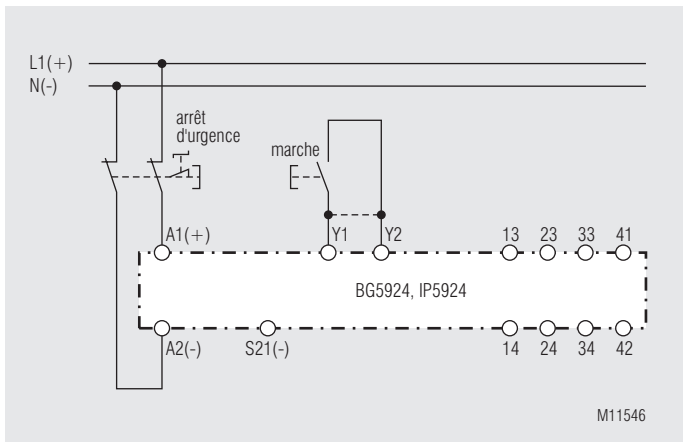 L1(+)
N(-)
arrêt
d'urgence
marche
A1(+)
Y1
Y2
13
23
33
41
BG5924, IP5924
A2(-)
S21(-)
14
24
34
42
M11546